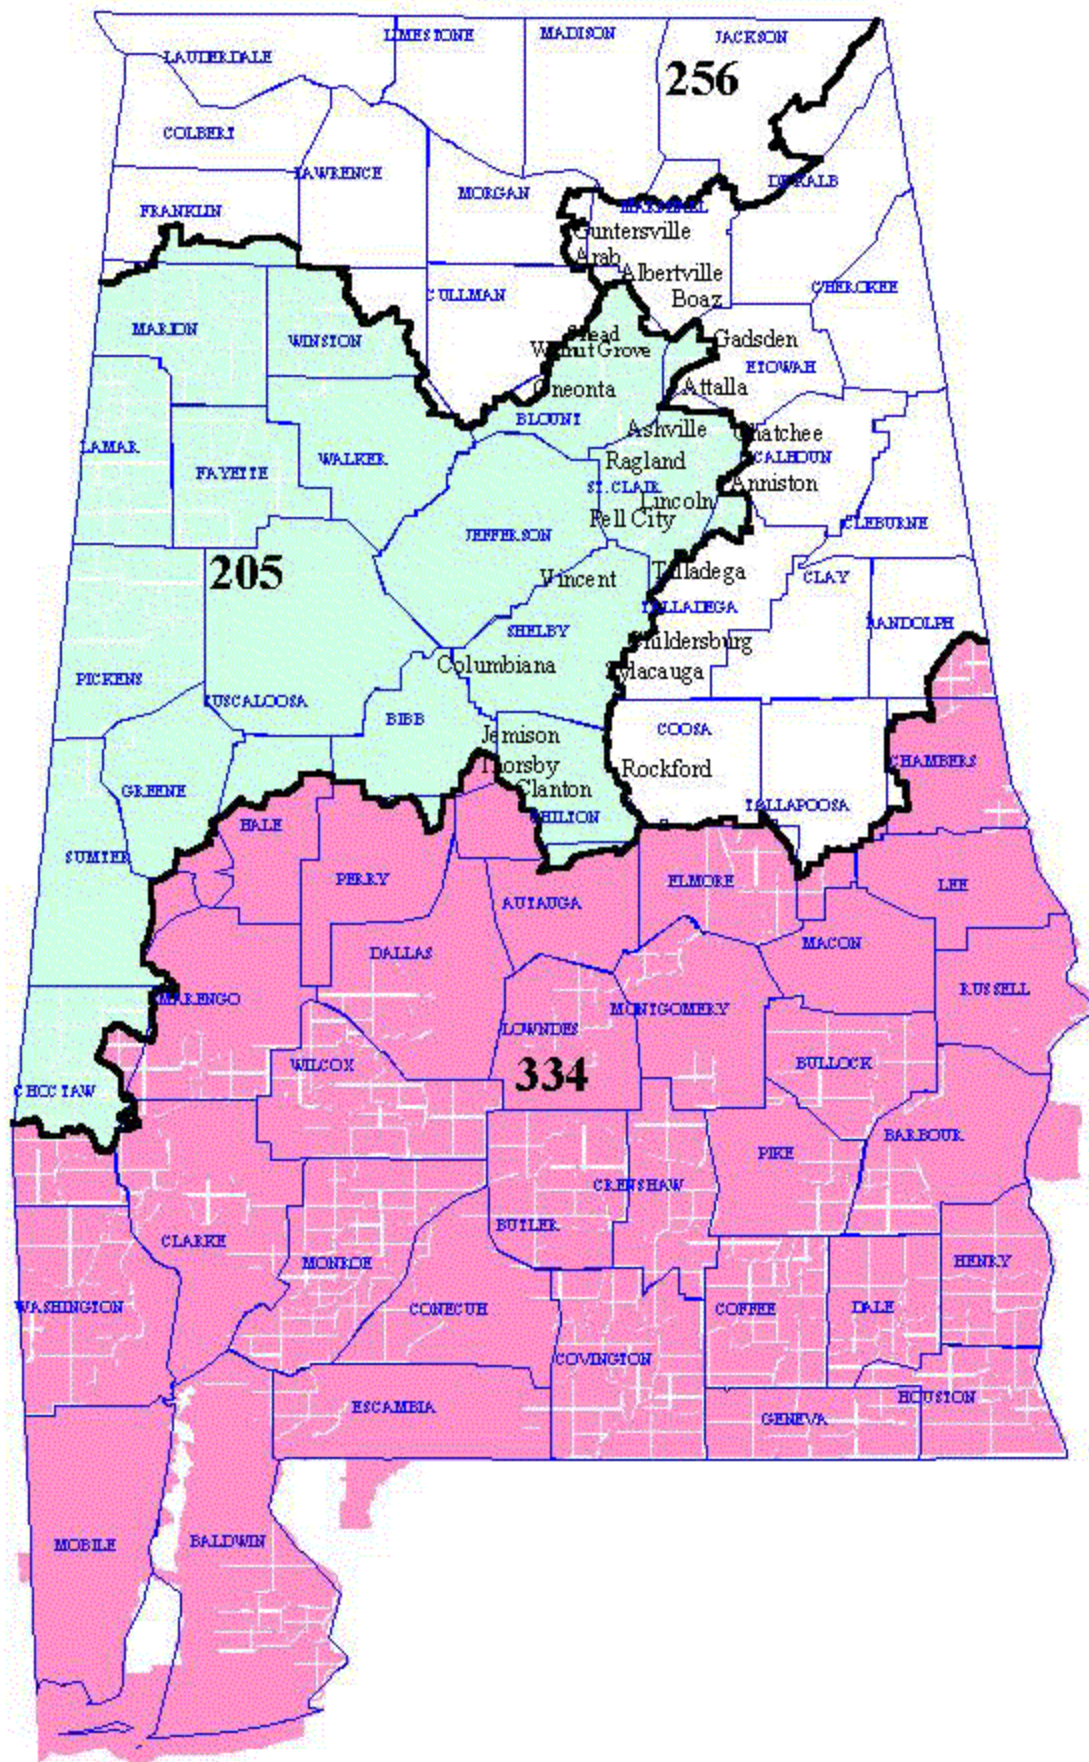 LIMESTONE
MADISON
JACKSON
LAUDERDALE
256
COLBERT
LAWRENCE
MORGAN
DEKALB
FRANKLIN
MARSHALL
Guntersville
Arab
Albertville
Boaz
CHEROKEE
CULLMAN
MARION
WINSTON
Snead
Walnut Grove
Gadsden
ETOWAH
Oneonta
Attalla
BLOUNT
Ashville
Ohatchee
LAMAR
FAYETTE
WALKER
Ragland
CALHOUN
ST. CLAIR
Anniston
Lincoln
Pell City
CLEBURNE
JEFFERSON
205
Vincent
Talladega
CLAY
TALLADEGA
RANDOLPH
SHELBY
Childersburg
Columbiana
Sylacauga
PICKENS
TUSCALOOSA
BIBB
Jemison
COOSA
Thorsby
Rockford
CHAMBERS
GREENE
Clanton
TALLAPOOSA
HALE
CHILTON
SUMTER
PERRY
ELMORE
LEE
AUTAUGA
DALLAS
MACON
MARENGO
RUSSELL
LOWNDES
MONTGOMERY
WILCOX
334
BULLOCK
CHOCTAW
BARBOUR
PIKE
CRENSHAW
CLARKE
BUTLER
MONROE
HENRY
WASHINGTON
CONECUH
COFFEE
DALE
COVINGTON
ESCAMBIA
HOUSTON
GENEVA
MOBILE
BALDWIN